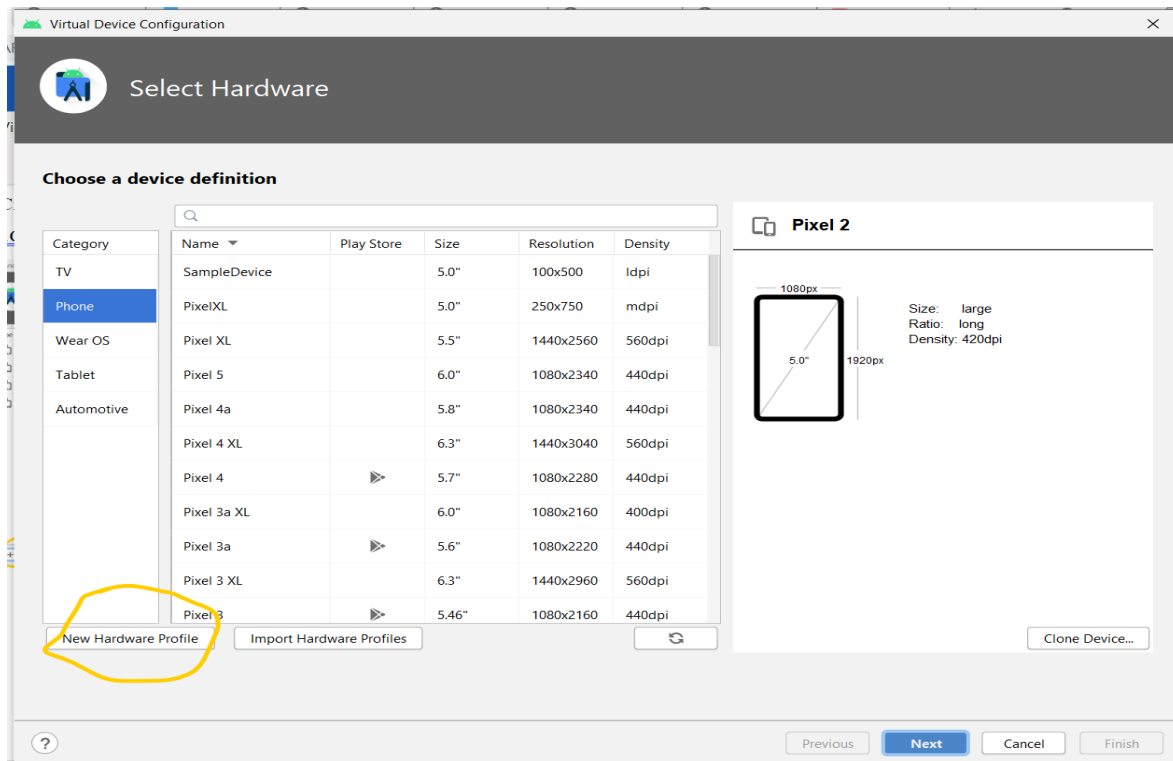 Virtual Device Configuration
Select Hardware
Choose a device definition
Category
TV
Phone
Wear OS
Tablet
Automotive
Name Play Store Size Resolution Density
SampleDevice 5.0" 100x500 ldpi
PixelXL 5.0" 250x750 mdpi
Pixel XL 5.5" 1440x2560 560dpi
Pixel 5 6.0" 1080x2340 440dpi
Pixel 4a 5.8" 1080x2340 440dpi
Pixel 4 XL 6.3" 1440x3040 560dpi
Pixel 4 5.7" 1080x2280 440dpi
Pixel 3a XL 6.0" 1080x2160 400dpi
Pixel 3a 5.6" 1080x2220 440dpi
Pixel 3 XL 6.3" 1440x2960 560dpi
Pixel 3 5.46" 1080x2160 440dpi
New Hardware Profile Import Hardware Profiles
Pixel 2
1080px
5.0"
1920px
Size: large
Ratio: long
Density: 420dpi
Clone Device...
? Previous Next Cancel Finish